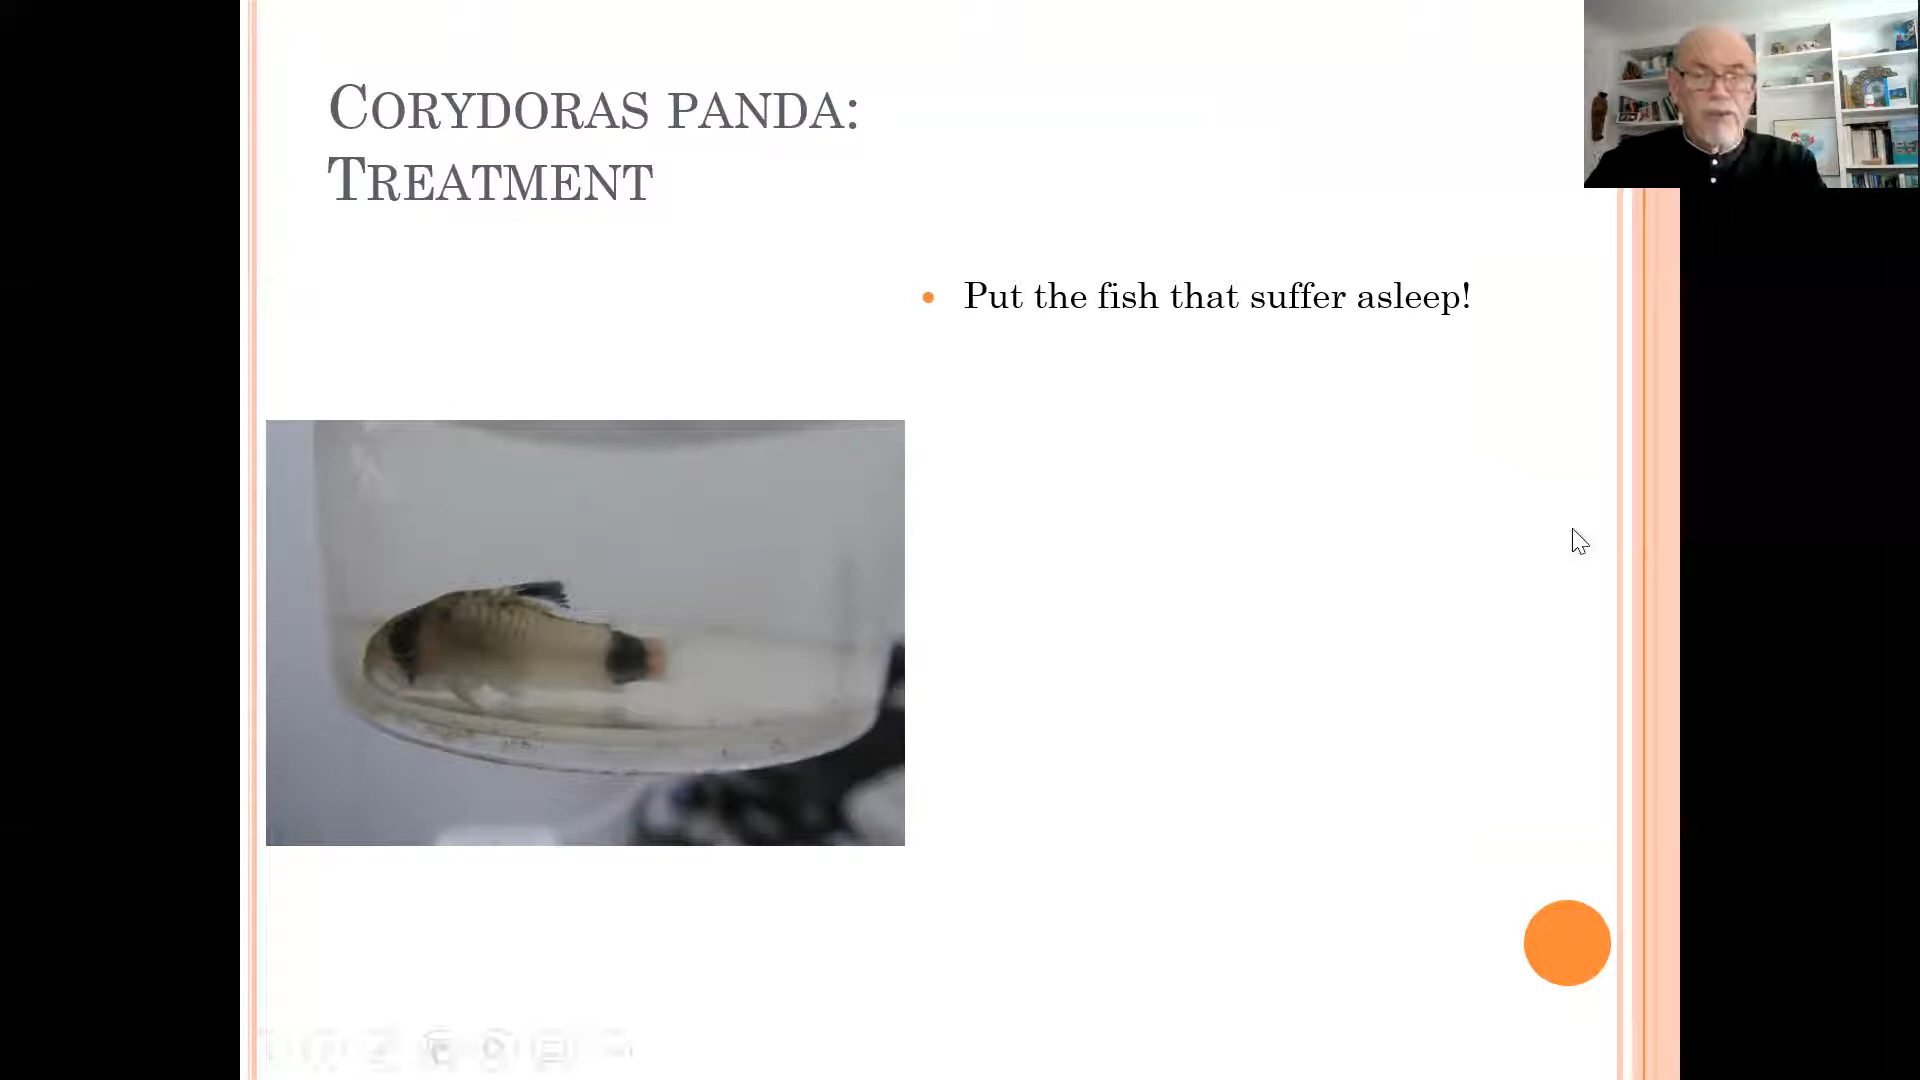 CORYDORAS PANDA:
TREATMENT
• Put the fish that suffer asleep!